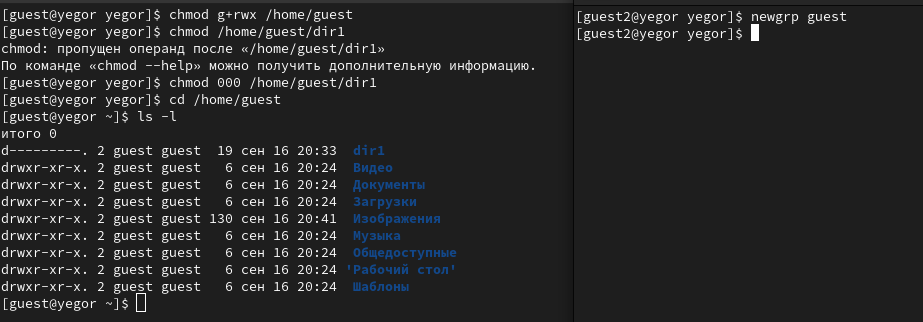 [guest@yegor yegor]$ chmod g+rwx /home/guest
[guest@yegor yegor]$ chmod /home/guest/dir1
chmod: пропущен операнд после «/home/guest/dir1»
По команде «chmod --help» можно получить дополнительную информацию.
[guest@yegor yegor]$ chmod 000 /home/guest/dir1
[guest@yegor yegor]$ cd /home/guest
[guest@yegor ~]$ ls -l
итого 0
d---------. 2 guest guest  19 сен 16 20:33  dir1
drwxr-xr-x. 2 guest guest   6 сен 16 20:24  Видео
drwxr-xr-x. 2 guest guest   6 сен 16 20:24  Документы
drwxr-xr-x. 2 guest guest   6 сен 16 20:24  Загрузки
drwxr-xr-x. 2 guest guest 130 сен 16 20:41  Изображения
drwxr-xr-x. 2 guest guest   6 сен 16 20:24  Музыка
drwxr-xr-x. 2 guest guest   6 сен 16 20:24  Общедоступные
drwxr-xr-x. 2 guest guest   6 сен 16 20:24 'Рабочий стол'
drwxr-xr-x. 2 guest guest   6 сен 16 20:24  Шаблоны
[guest@yegor ~]$
[guest2@yegor yegor]$ newgrp guest
[guest2@yegor yegor]$